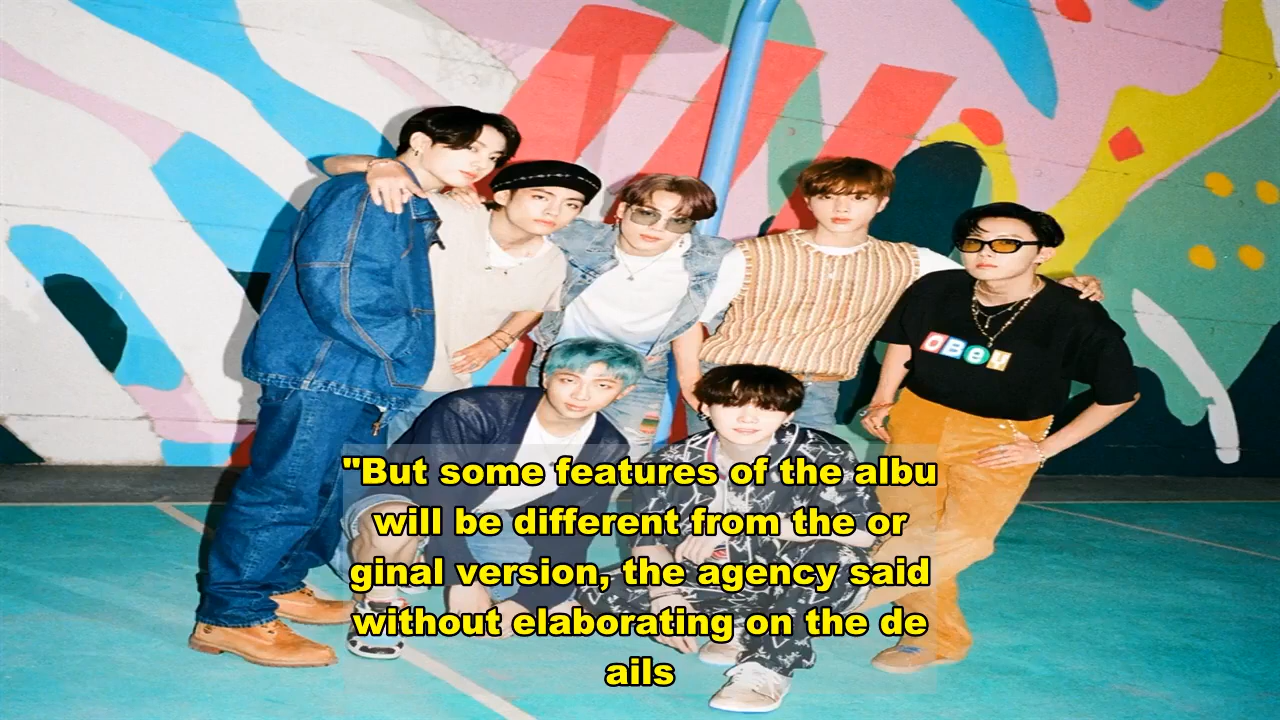 "But some features of the albu
will be different from the or
ginal version, the agency said
without elaborating on the de
ails
OBEY